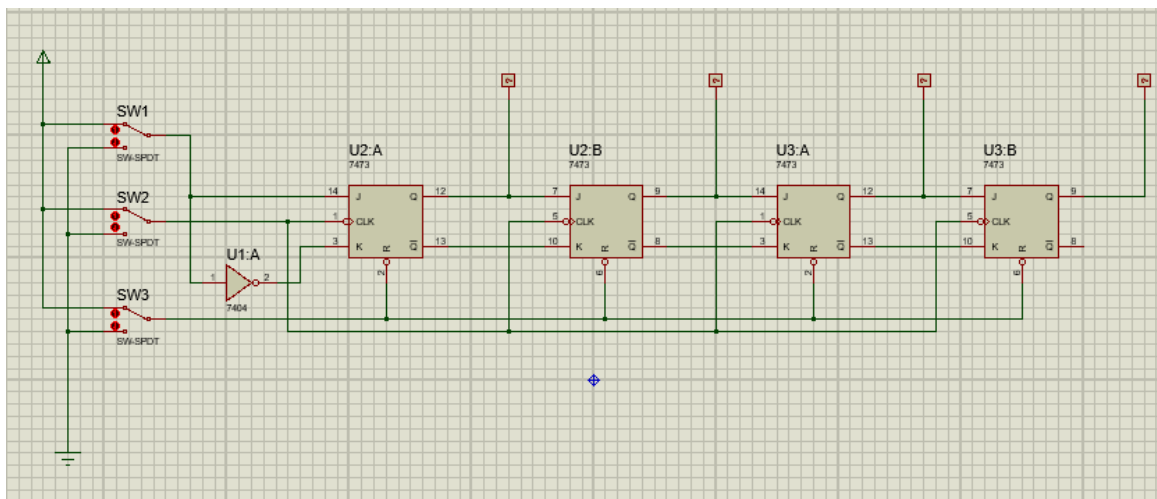 ? ? ? ?
SW1
SW-SPDT
SW2
SW-SPDT
SW3
SW-SPDT
U1:A
1 2
7404
U2:A
7473
14 J Q 12
1 CLK
3 K R Q 13
2
U2:B
7473
7 J Q 9
5 CLK
10 K R Q 8
6
U3:A
7473
14 J Q 12
1 CLK
3 K R Q 13
2
U3:B
7473
7 J Q 9
5 CLK
10 K R Q 8
6